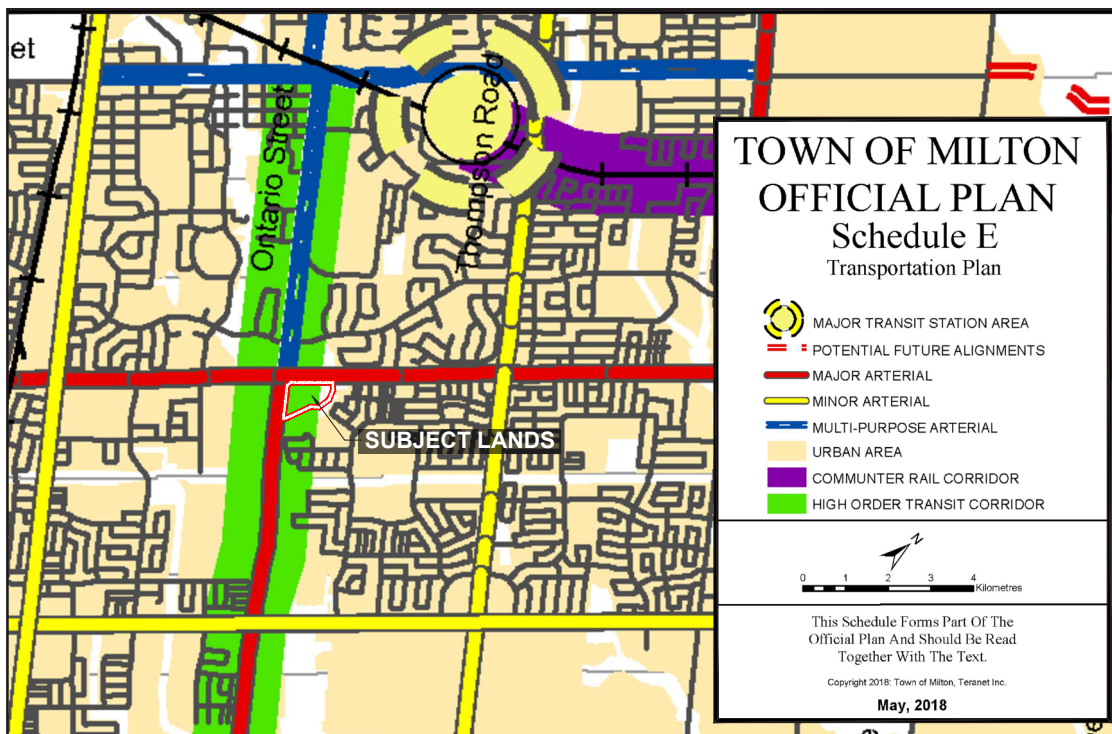 et
Ontario Street
Thompson Road
SUBJECT LANDS
TOWN OF MILTON
OFFICIAL PLAN
Schedule E
Transportation Plan
MAJOR TRANSIT STATION AREA
POTENTIAL FUTURE ALIGNMENTS
MAJOR ARTERIAL
MINOR ARTERIAL
MULTI-PURPOSE ARTERIAL
URBAN AREA
COMMUNTER RAIL CORRIDOR
HIGH ORDER TRANSIT CORRIDOR
N
0 1 2 3 4
Kilometres
This Schedule Forms Part Of The
Official Plan And Should Be Read
Together With The Text.
Copyright 2018: Town of Milton, Teranet Inc.
May, 2018